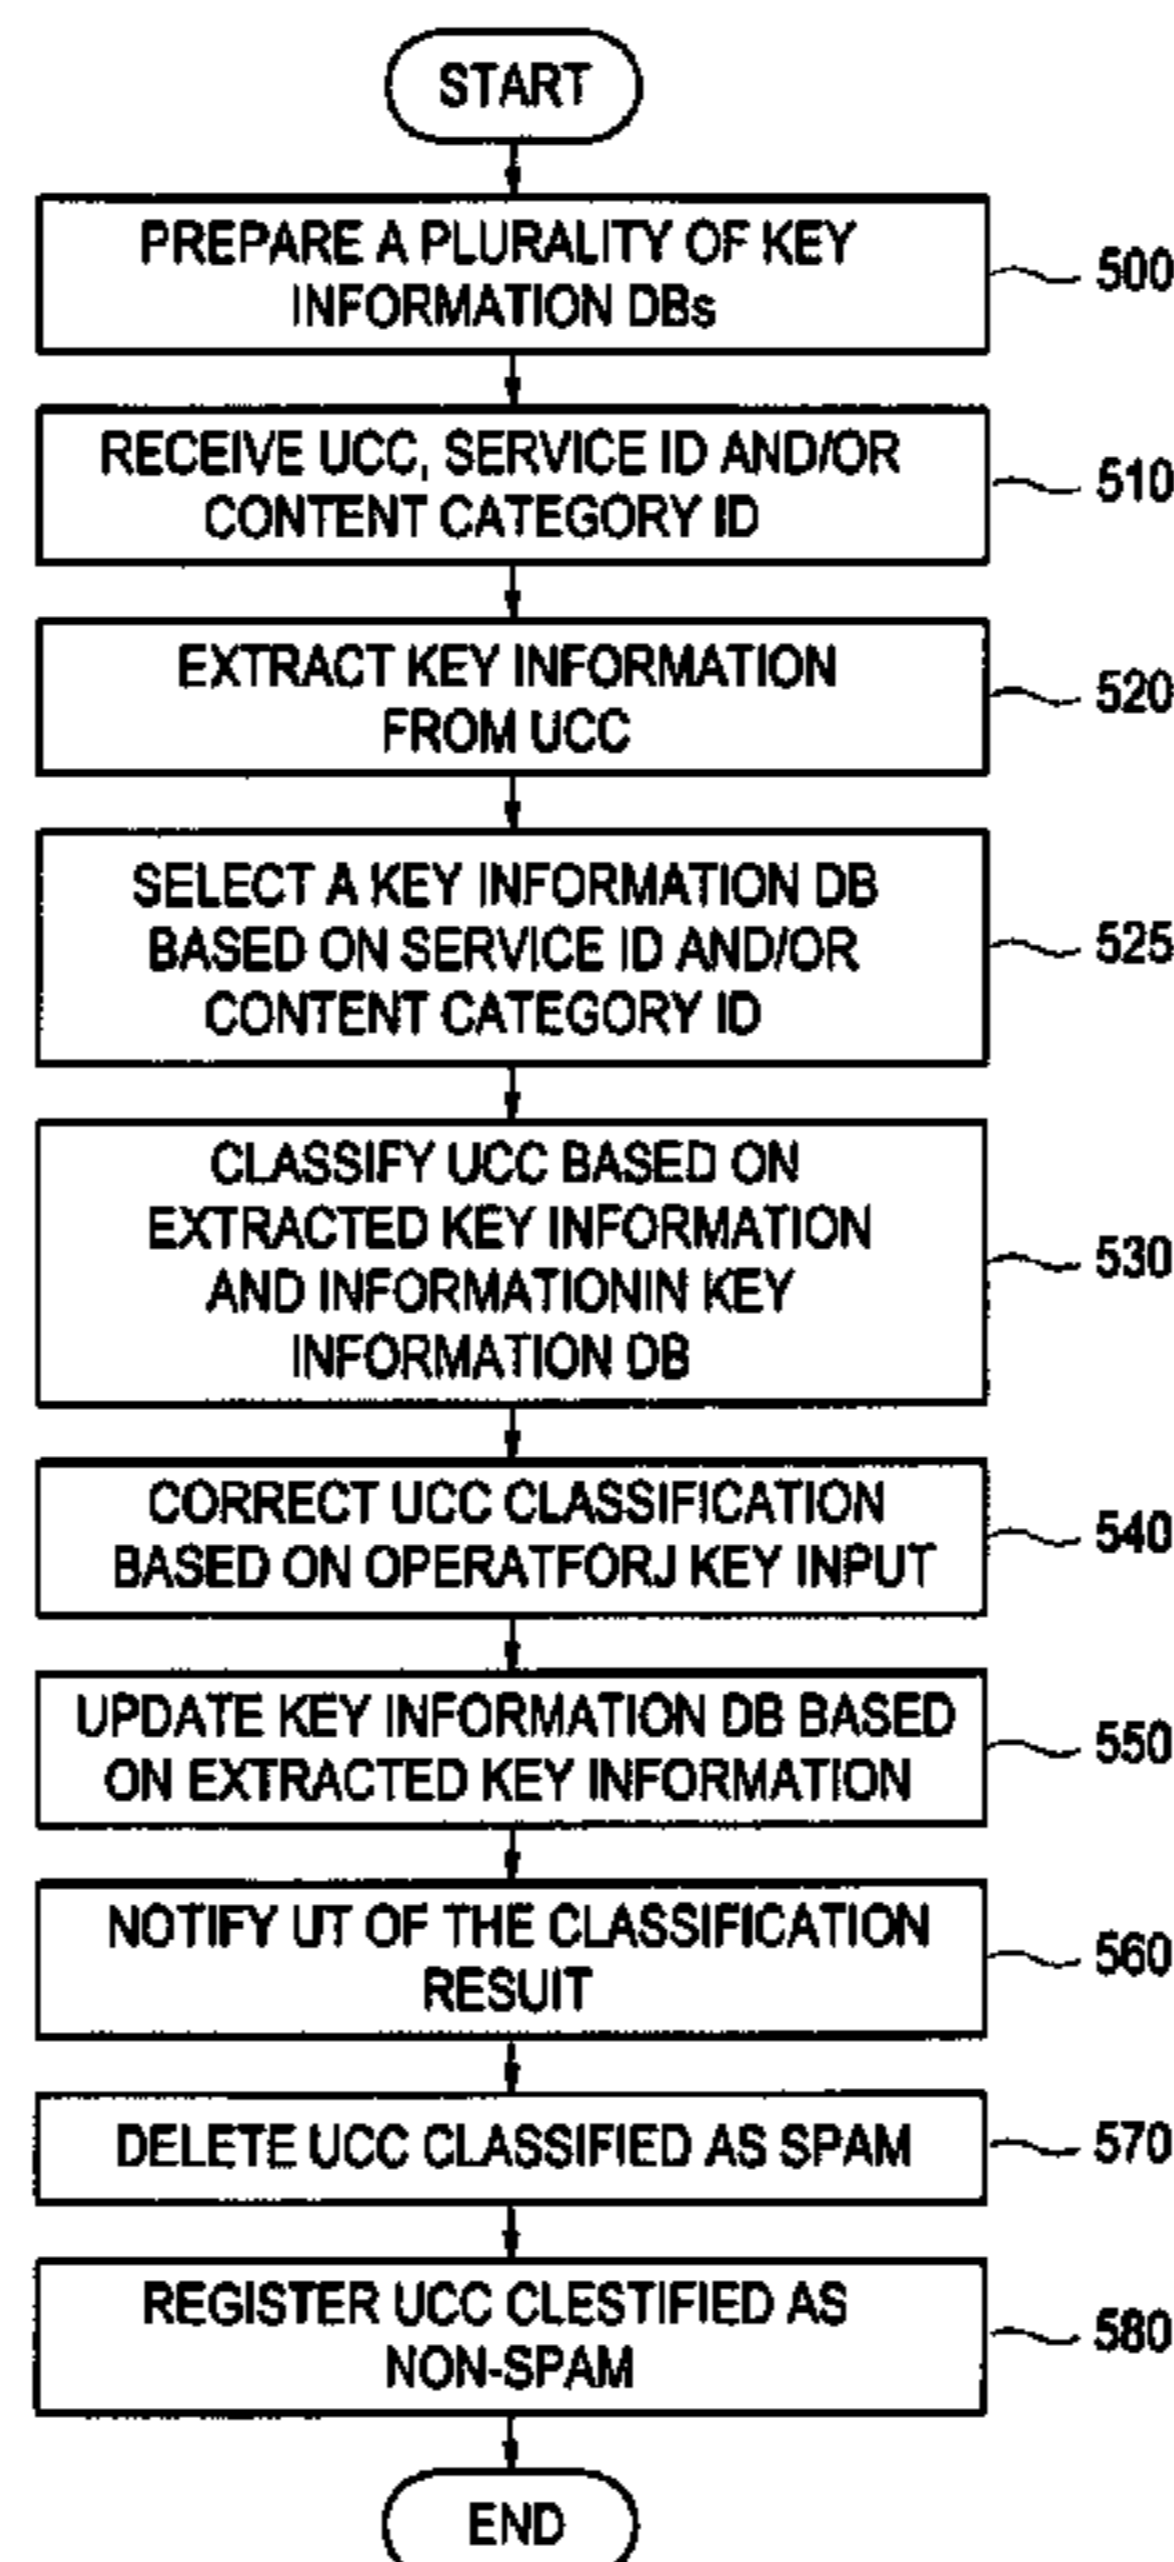 START
PREPARE A PLURALITY OF KEY
INFORMATION DBs
500
RECEIVE UCC, SERVICE ID AND/OR
CONTENT CATEGORY ID
510
EXTRACT KEY INFORMATION
FROM UCC
520
SELECT A KEY INFORMATION DB
BASED ON SERVICE ID AND/OR
CONTENT CATEGORY ID
525
CLASSIFY UCC BASED ON
EXTRACTED KEY INFORMATION
AND INFORMATIONIN KEY
INFORMATION DB
530
CORRECT UCC CLASSIFICATION
BASED ON OPERATFORJ KEY INPUT
540
UPDATE KEY INFORMATION DB BASED
ON EXTRACTED KEY INFORMATION
550
NOTIFY UT OF THE CLASSIFICATION
RESUIT
560
DELETE UCC CLASSIFIED AS SPAM
570
REGISTER UCC CLESTIFIED AS
NON-SPAM
580
END